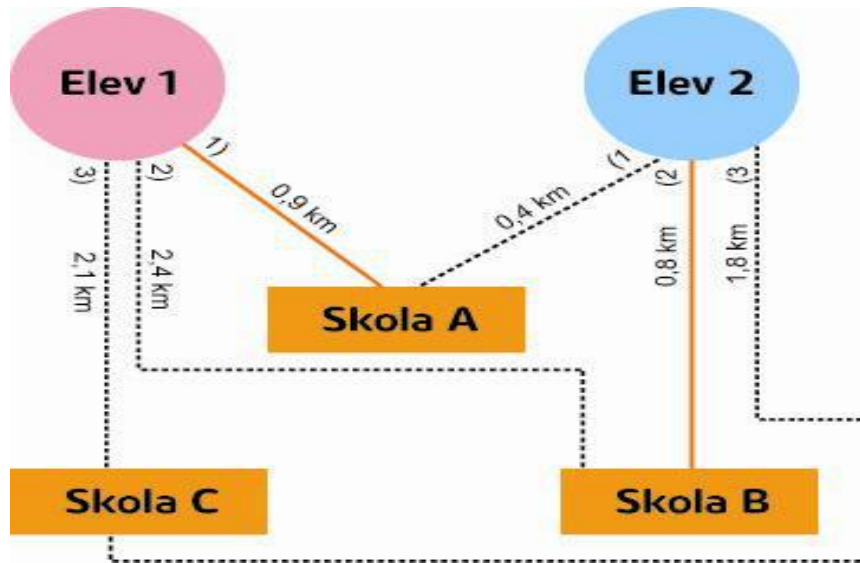 Elev 1
Elev 2
1)
2)
3)
0,9 km
2,4 km
2,1 km
(1
(2
(3
0,4 km
0,8 km
1,8 km
Skola A
Skola C
Skola B